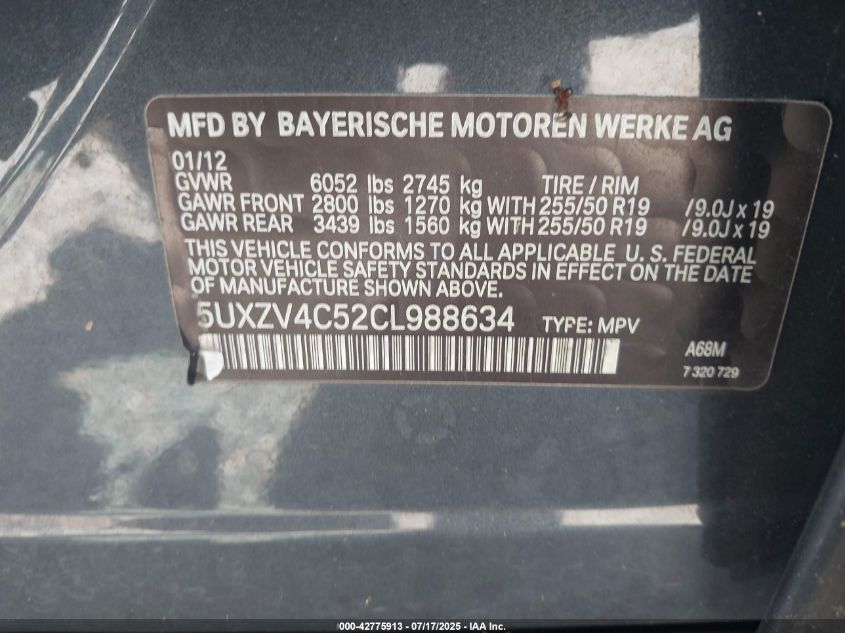 MFD BY BAYERISCHE MOTOREN WERKE AG
01/12
GVWR 6052 lbs 2745 kg TIRE / RIM
GAWR FRONT 2800 lbs 1270 kg WITH 255/50 R19 /9.0J x 19
GAWR REAR 3439 lbs 1560 kg WITH 255/50 R19 /9.0J x 19
THIS VEHICLE CONFORMS TO ALL APPLICABLE U. S. FEDERAL
MOTOR VEHICLE SAFETY STANDARDS IN EFFECT ON THE DATE
OF MANUFACTURE SHOWN ABOVE.
5UXZV4C52CL988634 TYPE: MPV
A68M
7 320 729
000-42775913 - 07/17/2025 - IAA Inc.